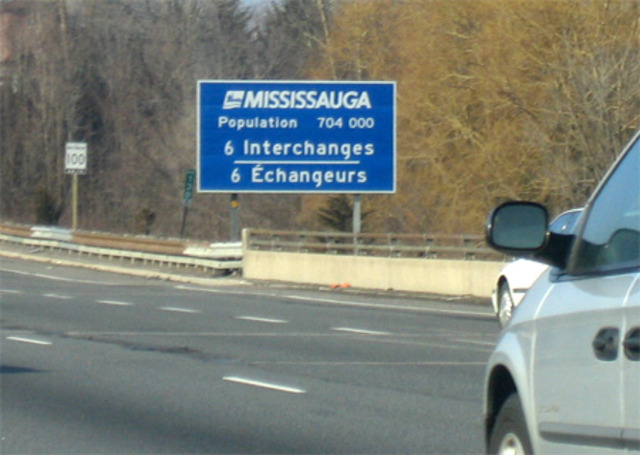 MISSISSAUGA
Population 704 000
6 Interchanges
6 Échangeurs
100